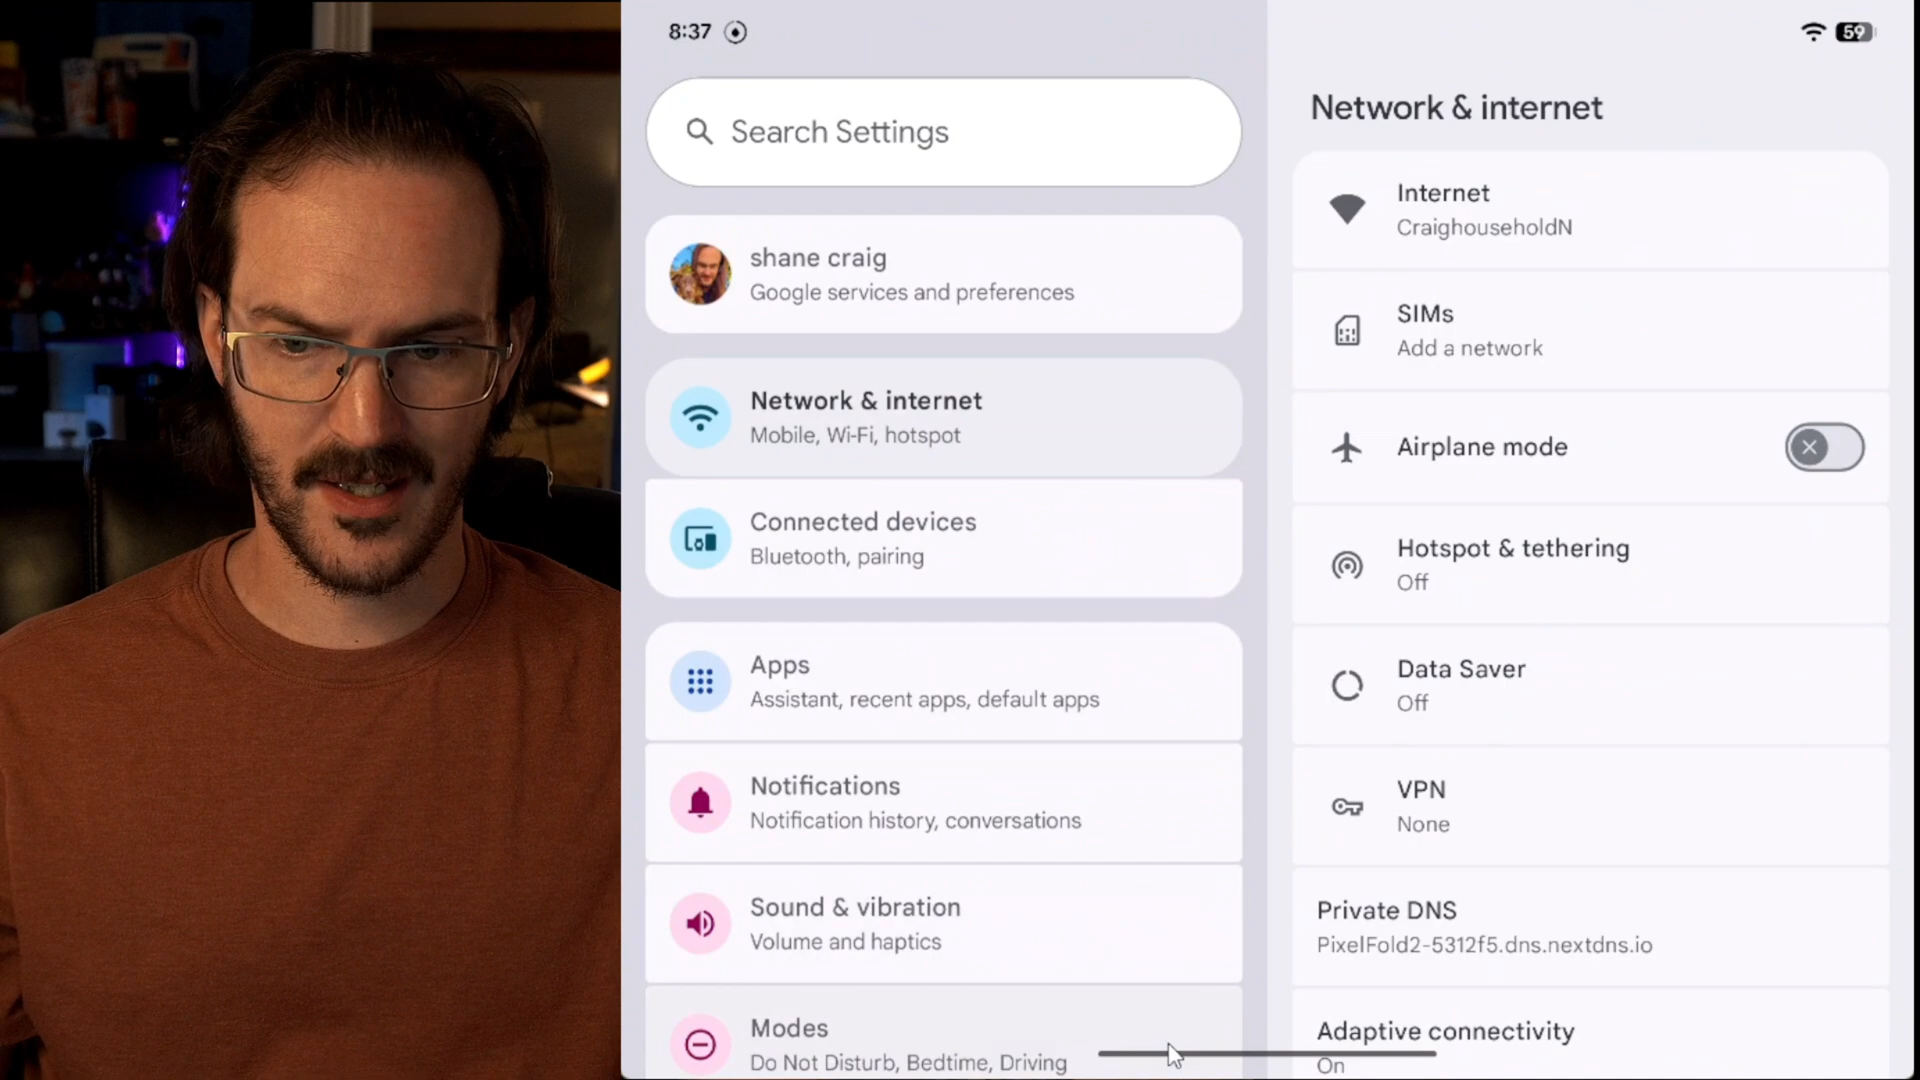 8:37
59
Search Settings
shane craig
Google services and preferences
Network & internet
Mobile, Wi-Fi, hotspot
Connected devices
Bluetooth, pairing
Apps
Assistant, recent apps, default apps
Notifications
Notification history, conversations
Sound & vibration
Volume and haptics
Modes
Do Not Disturb, Bedtime, Driving
Network & internet
Internet
CraighouseholdN
SIMs
Add a network
Airplane mode
Hotspot & tethering
Off
Data Saver
Off
VPN
None
Private DNS
PixelFold2-5312f5.dns.nextdns.io
Adaptive connectivity
On